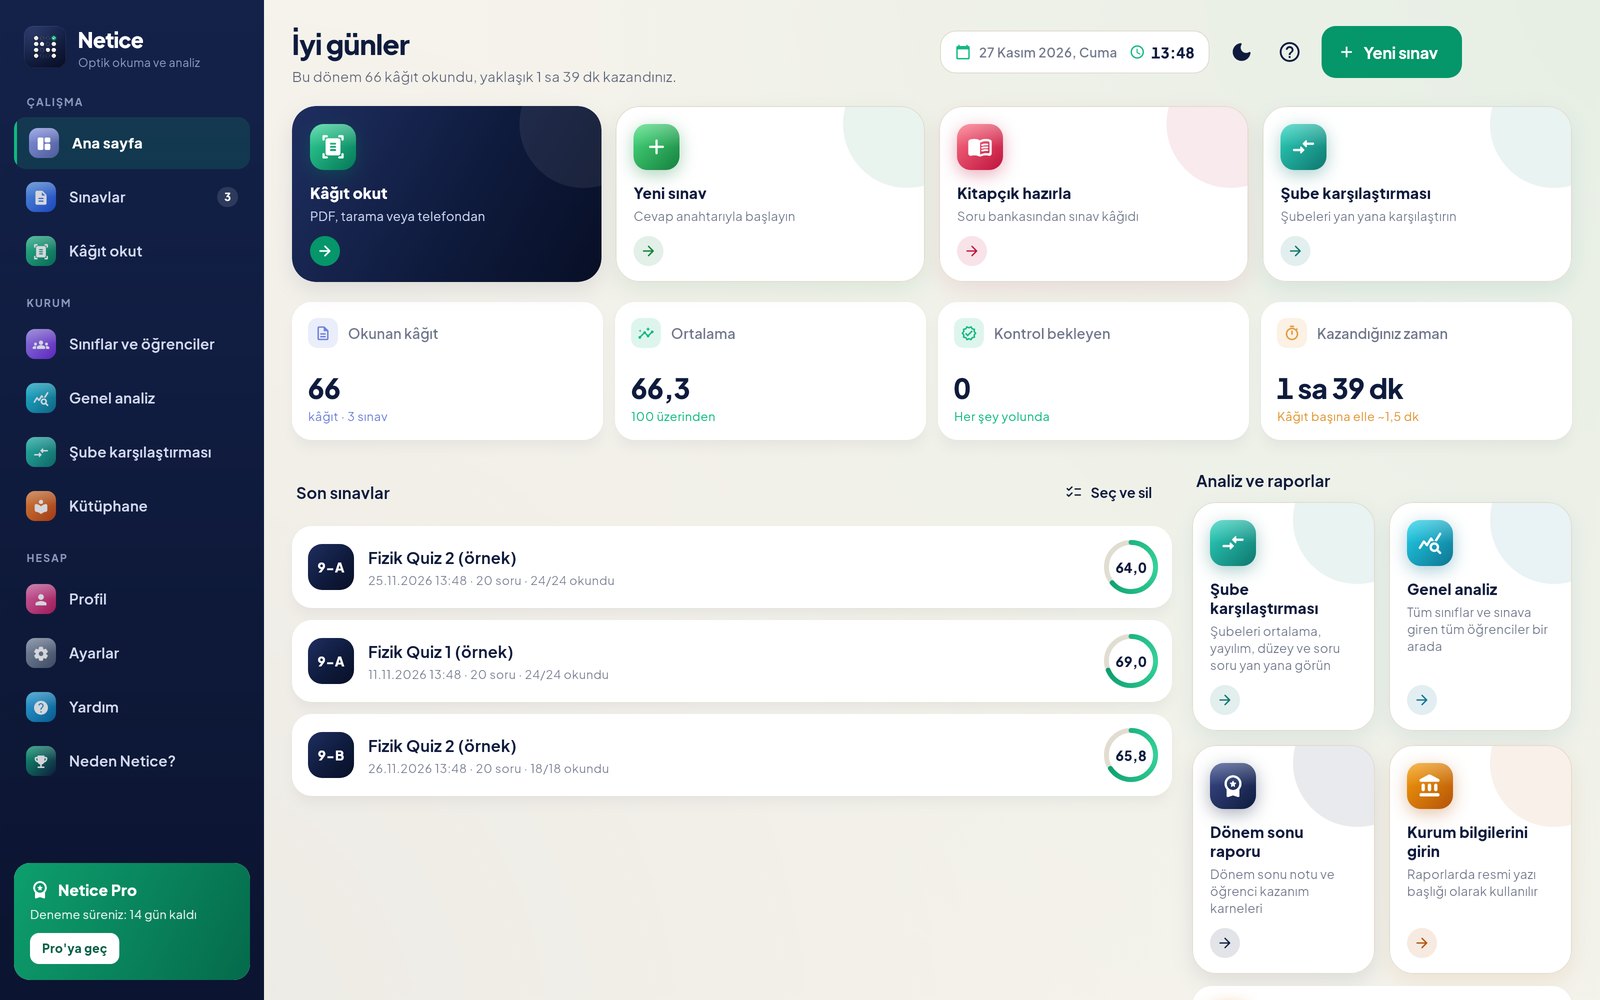 Netice
Optik okuma ve analiz
ÇALIŞMA
Ana sayfa
Sınavlar
3
Kâğıt okut
KURUM
Sınıflar ve öğrenciler
Genel analiz
Şube karşılaştırması
Kütüphane
HESAP
Profil
Ayarlar
Yardım
Neden Netice?
Netice Pro
Deneme süreniz: 14 gün kaldı
Pro'ya geç
İyi günler
Bu dönem 66 kâğıt okundu, yaklaşık 1 sa 39 dk kazandınız.
27 Kasım 2026, Cuma
13:48
Yeni sınav
Kâğıt okut
PDF, tarama veya telefondan
Yeni sınav
Cevap anahtarıyla başlayın
Kitapçık hazırla
Soru bankasından sınav kâğıdı
Şube karşılaştırması
Şubeleri yan yana karşılaştırın
Okunan kâğıt
66
kâğıt · 3 sınav
Ortalama
66,3
100 üzerinden
Kontrol bekleyen
0
Her şey yolunda
Kazandığınız zaman
1 sa 39 dk
Kâğıt başına elle ~1,5 dk
Son sınavlar
Seç ve sil
9-A
Fizik Quiz 2 (örnek)
25.11.2026 13:48 · 20 soru · 24/24 okundu
64,0
9-A
Fizik Quiz 1 (örnek)
11.11.2026 13:48 · 20 soru · 24/24 okundu
69,0
9-B
Fizik Quiz 2 (örnek)
26.11.2026 13:48 · 20 soru · 18/18 okundu
65,8
Analiz ve raporlar
Şube
karşılaştırması
Şubeleri ortalama,
yayılım, düzey ve soru
soru yan yana görün
Genel analiz
Tüm sınıflar ve sınava
giren tüm öğrenciler bir
arada
Dönem sonu
raporu
Dönem sonu notu ve
öğrenci kazanım
karneleri
Kurum bilgilerini
girin
Raporlarda resmi yazı
başlığı olarak kullanılır